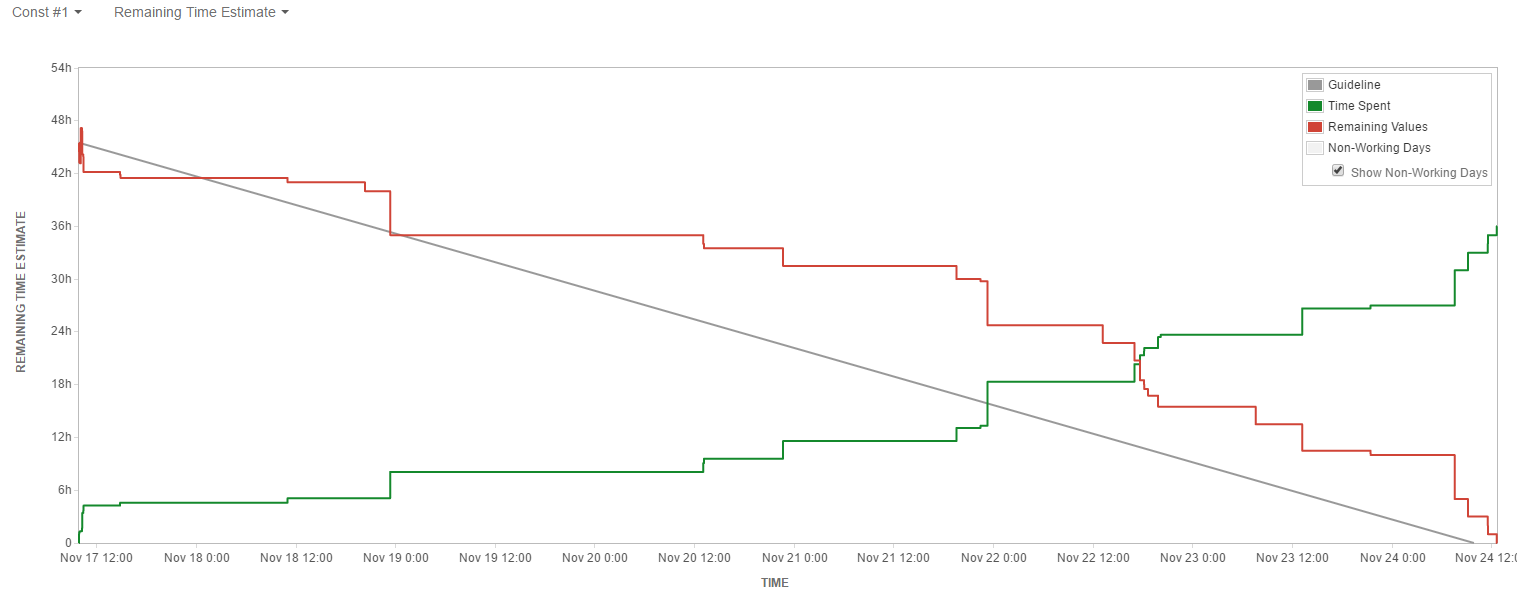 Const #1 Remaining Time Estimate
54h
48h
42h
36h
30h
24h
18h
12h
6h
0
REMAINING TIME ESTIMATE
Guideline
Time Spent
Remaining Values
Non-Working Days
Show Non-Working Days
Nov 17 12:00 Nov 18 0:00 Nov 18 12:00 Nov 19 0:00 Nov 19 12:00 Nov 20 0:00 Nov 20 12:00 Nov 21 0:00 Nov 21 12:00 Nov 22 0:00 Nov 22 12:00 Nov 23 0:00 Nov 23 12:00 Nov 24 0:00 Nov 24 12:0
TIME